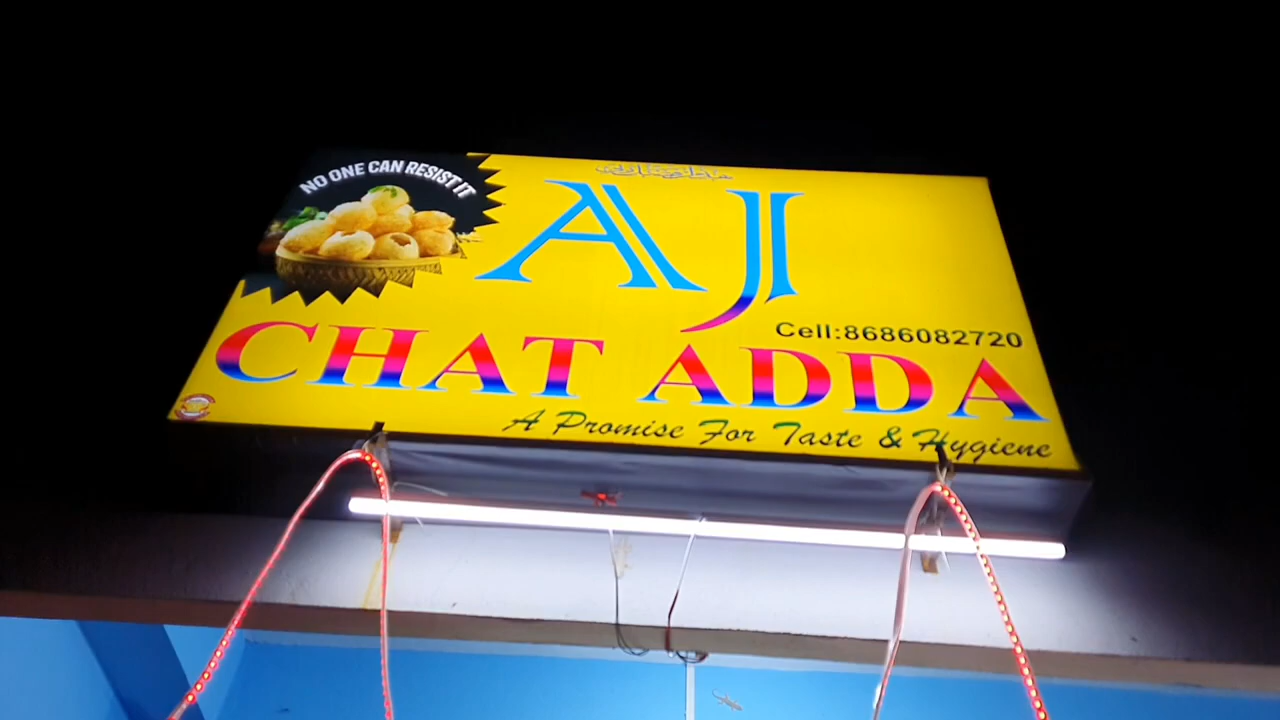 NO ONE CAN RESIST IT
AJ
Cell:8686082720
CHAT ADDA
A Promise For Taste & Hygiene